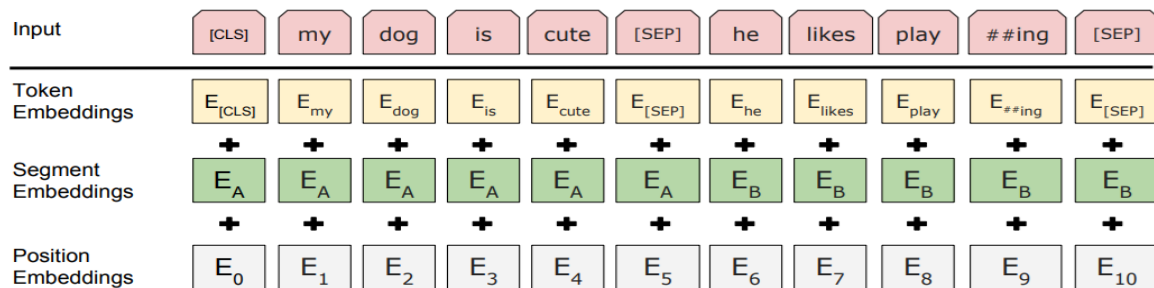 Input [CLS] my dog is cute [SEP] he likes play ##ing [SEP]
Token
Embeddings E[CLS] Emy Edog Eis Ecute E[SEP] Ehe Elikes Eplay E##ing E[SEP]
+ + + + + + + + + + +
Segment
Embeddings EA EA EA EA EA EA EB EB EB EB EB
+ + + + + + + + + + +
Position
Embeddings E0 E1 E2 E3 E4 E5 E6 E7 E8 E9 E10